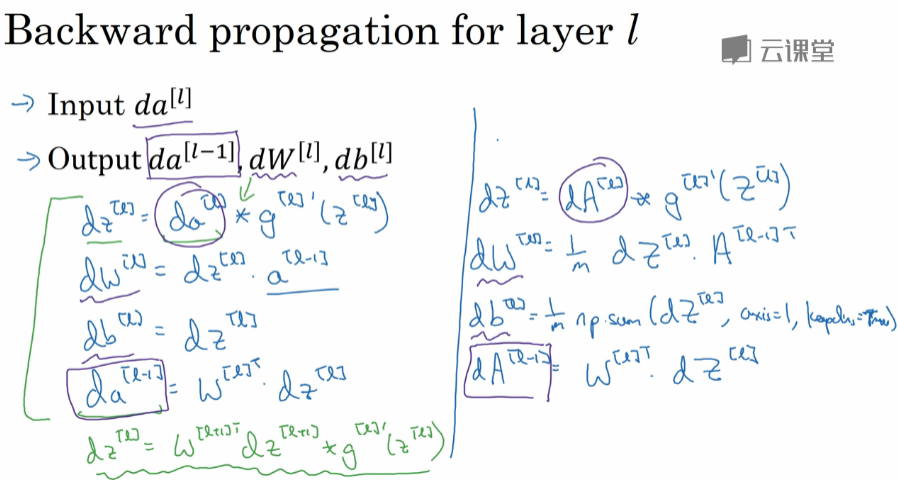 Backward propagation for layer l
云课堂
→ Input da^[l]
→ Output da^[l-1], dW^[l], db^[l]
dz^[l] = da^[l] * g^[l]'(z^[l])
dW^[l] = dz^[l] · a^[l-1]
db^[l] = dz^[l]
da^[l-1] = W^[l]T · dz^[l]
dz^[l] = W^[l+1]T dz^[l+1] * g^[l]'(z^[l])
dZ^[l] = dA^[l] * g^[l]'(Z^[l])
dW^[l] = 1/m dZ^[l] · A^[l-1]T
db^[l] = 1/m np.sum(dZ^[l], axis=1, keepdims=True)
dA^[l-1] = W^[l]T · dZ^[l]